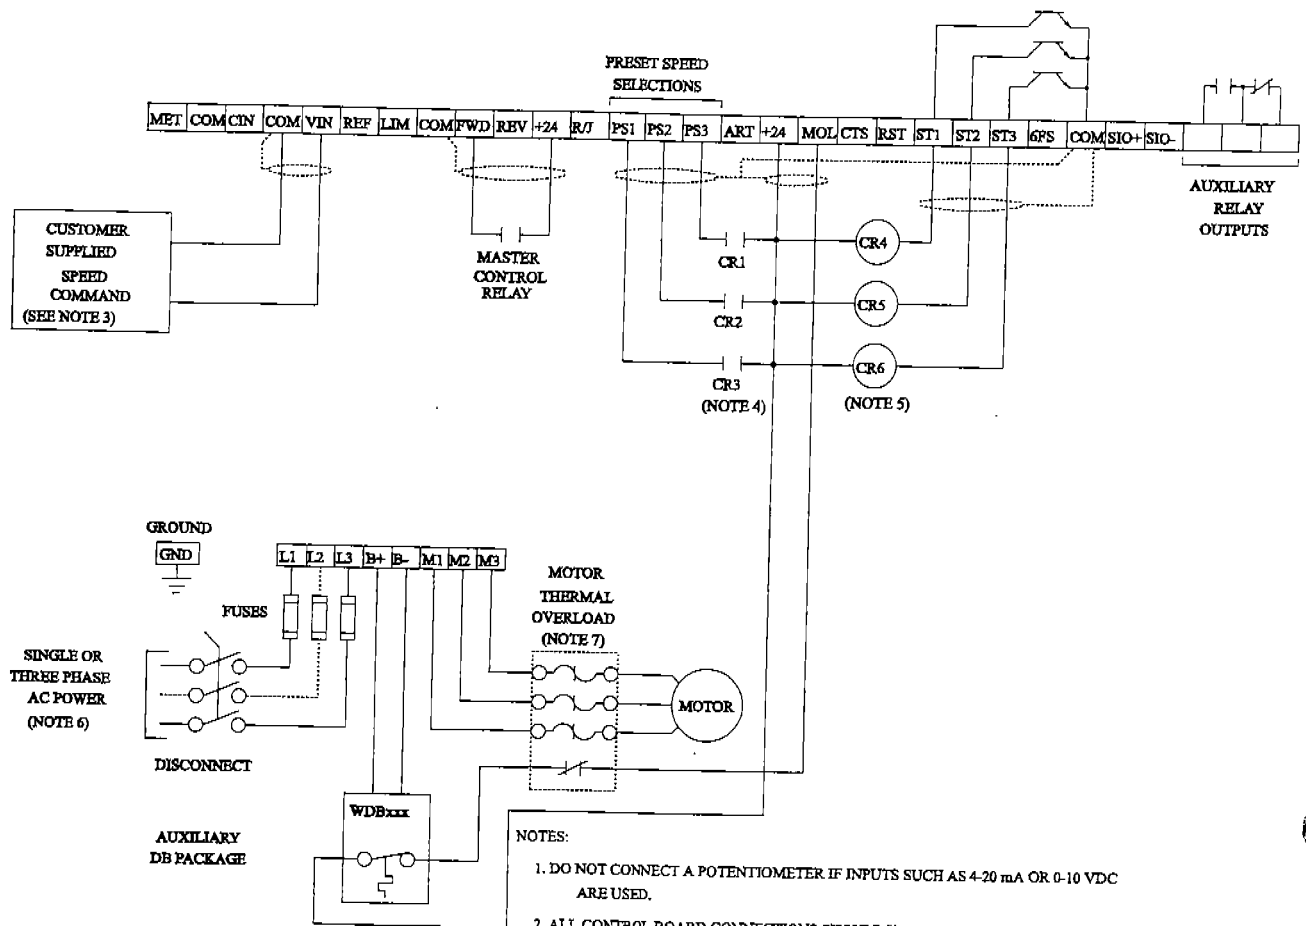 PRESET SPEED
SELECTIONS
MET COM CIN COM VIN REF LIM COM FWD REV +24 R/J PS1 PS2 PS3 ART +24 MOL CTS RST ST1 ST2 ST3 6FS COM SIO+ SIO-
AUXILIARY
RELAY
OUTPUTS
CUSTOMER
SUPPLIED
SPEED
COMMAND
(SEE NOTE 3)
MASTER
CONTROL
RELAY
CR1
CR4
CR2
CR5
CR3
(NOTE 4)
CR6
(NOTE 5)
GROUND
GND
L1 L2 L3 B+ B- M1 M2 M3
FUSES
MOTOR
THERMAL
OVERLOAD
(NOTE 7)
SINGLE OR
THREE PHASE
AC POWER
(NOTE 6)
MOTOR
DISCONNECT
WDBxxx
AUXILIARY
DB PACKAGE
NOTES:
1. DO NOT CONNECT A POTENTIOMETER IF INPUTS SUCH AS 4-20 mA OR 0-10 VDC
ARE USED.
2. ALL CONTROL BOARD CONNECTIONS